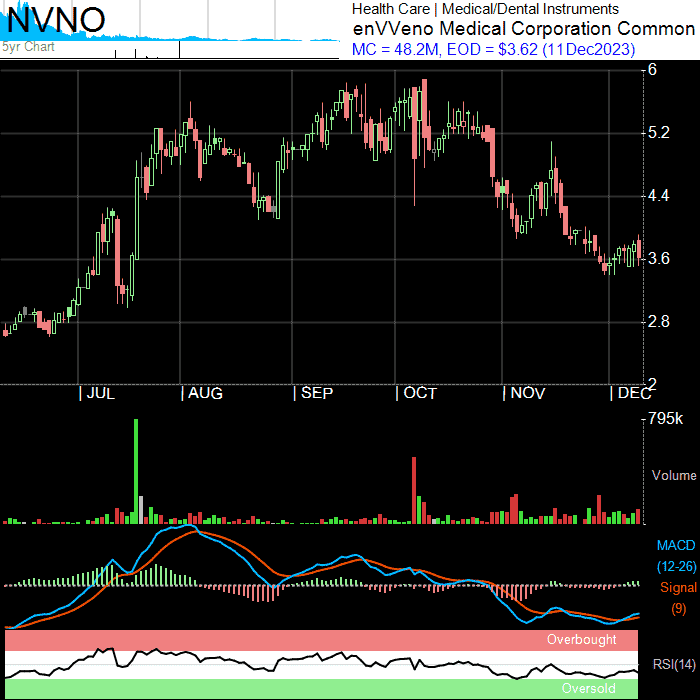 NVNO
5yr Chart
Health Care | Medical/Dental Instruments
enVVeno Medical Corporation Common
MC = 48.2M, EOD = $3.62 (11Dec2023)
6
5.2
4.4
3.6
2.8
2
| JUL | AUG | SEP | OCT | NOV | DEC
795k
Volume
MACD
(12-26)
Signal
(9)
Overbought
RSI(14)
Oversold